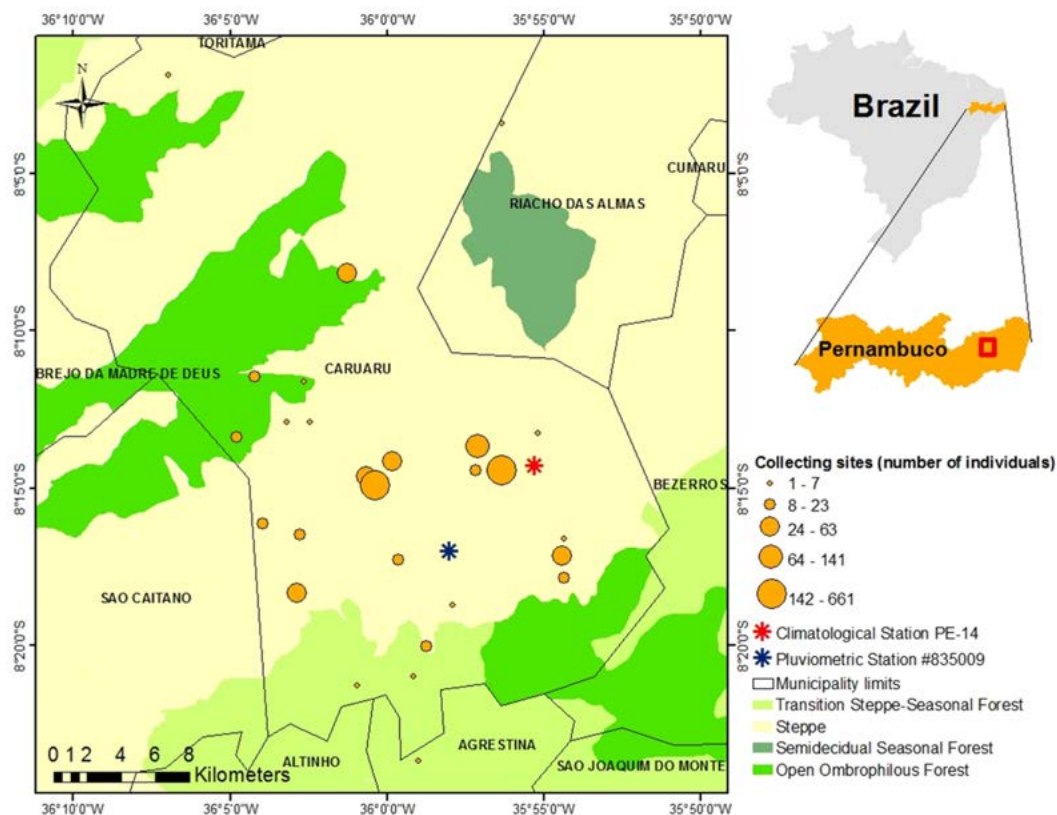 36°10'0"W 36°5'0"W 36°0'0"W 35°55'0"W 35°50'0"W
TORITAMA
N
CUMARU
8°5'0"S
8°5'0"S
RIACHO DAS ALMAS
8°10'0"S
8°10'0"S
BREJO DA MADRE DE DEUS
CARUARU
8°15'0"S
8°15'0"S
BEZERROS
SAO CAITANO
8°20'0"S
8°20'0"S
ALTINHO
AGRESTINA
SAO JOAQUIM DO MONTE
0 1 2 4 6 8
Kilometers
36°10'0"W 36°5'0"W 36°0'0"W 35°55'0"W 35°50'0"W
Brazil
Pernambuco
Collecting sites (number of individuals)
1 - 7
8 - 23
24 - 63
64 - 141
142 - 661
Climatological Station PE-14
Pluviometric Station #835009
Municipality limits
Transition Steppe-Seasonal Forest
Steppe
Semidecidual Seasonal Forest
Open Ombrophilous Forest